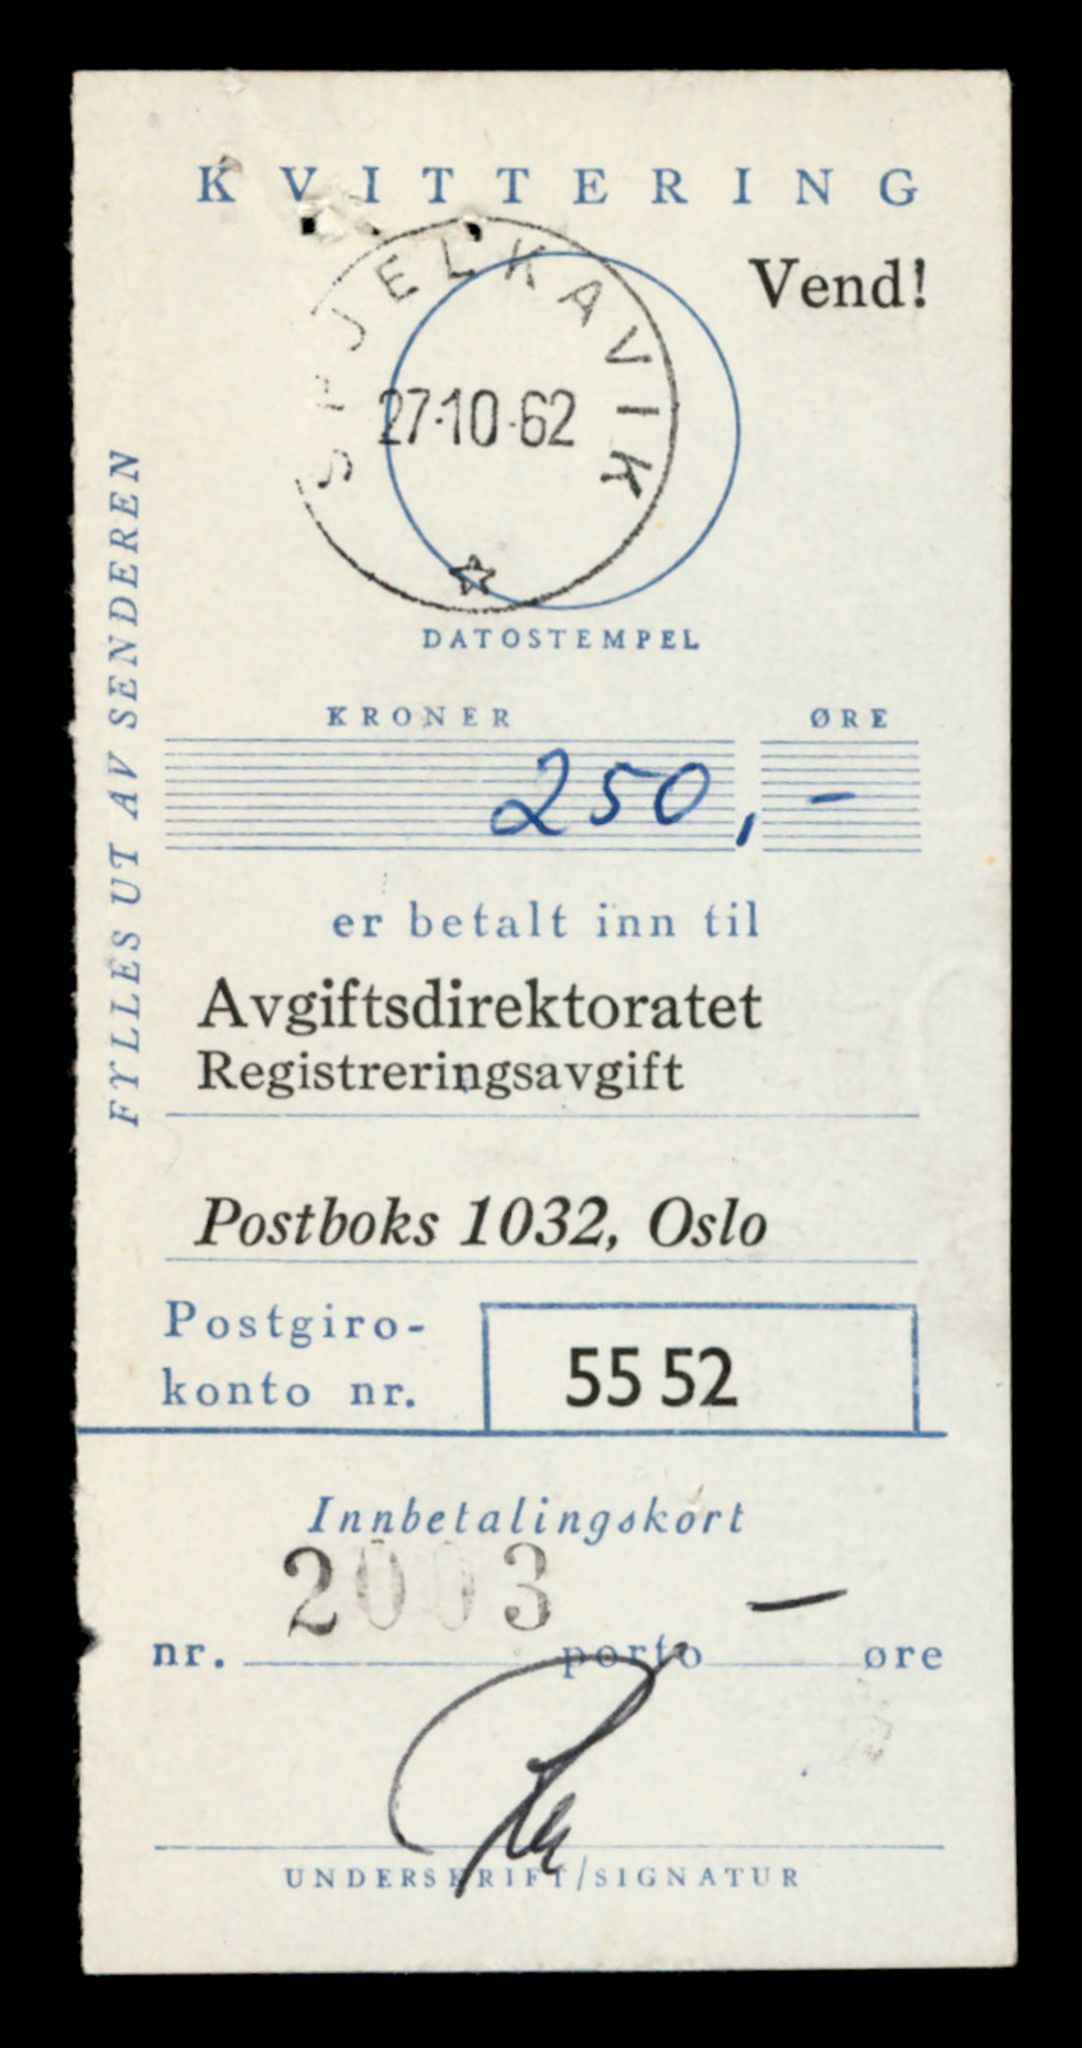 KVITTERING
Vend!
SPJELKAVIK
27·10·62
DATOSTEMPEL
FYLLES UT AV SENDEREN
KRONER ØRE
250,-
er betalt inn til
Avgiftsdirektoratet
Registreringsavgift
Postboks 1032, Oslo
Postgiro-
konto nr. 55 52
Innbetalingskort
nr. 2003 porto — øre
UNDERSKRIFT/SIGNATUR